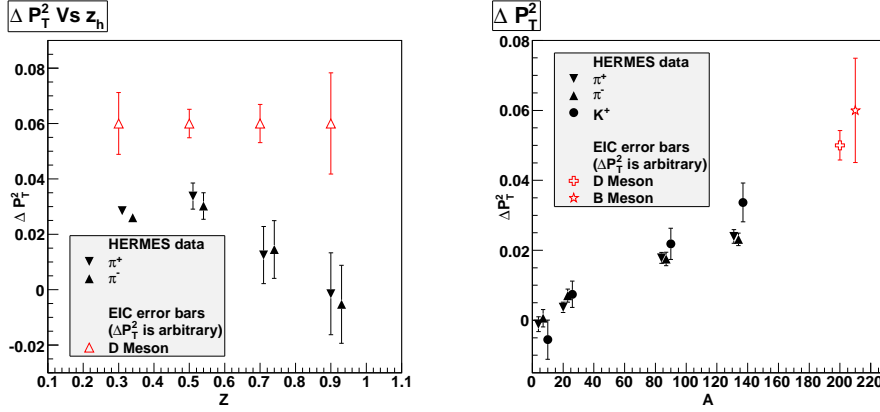 Δ P_T^2 Vs z_h
Δ P_T^2
0.08
0.06
0.04
0.02
0
-0.02
0.1 0.2 0.3 0.4 0.5 0.6 0.7 0.8 0.9 1 1.1
Z
HERMES data
π+
π-
EIC error bars
(ΔP_T^2 is arbitrary)
D Meson
Δ P_T^2
ΔP_T^2
0.08
0.06
0.04
0.02
0
0 20 40 60 80 100 120 140 160 180 200 220
A
HERMES data
π+
π-
K+
EIC error bars
(ΔP_T^2 is arbitrary)
D Meson
B Meson